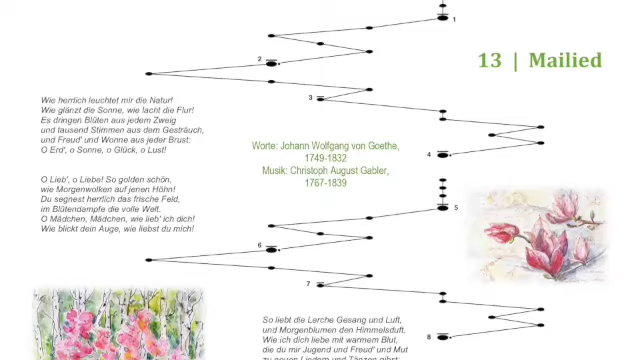 1
2
13 | Mailied
3
Wie herrlich leuchtet mir die Natur!
Wie glänzt die Sonne, wie lacht die Flur!
Es dringen Blüten aus jedem Zweig
und tausend Stimmen aus dem Gesträuch,
und Freud' und Wonne aus jeder Brust:
O Erd', o Sonne, o Glück, o Lust!
Worte: Johann Wolfgang von Goethe,
1749-1832
Musik: Christoph August Gabler,
1767-1839
4
O Lieb', o Liebe! So golden schön,
wie Morgenwolken auf jenen Höhn!
Du segnest herrlich das frische Feld,
im Blütendampfe die volle Welt.
O Mädchen, Mädchen, wie lieb' ich dich!
Wie blickt dein Auge, wie liebst du mich!
5
6
7
8
So liebt die Lerche Gesang und Luft,
und Morgenblumen den Himmelsduft.
Wie ich dich liebe mit warmem Blut,
die du mir Jugend und Freud' und Mut
zu neuen Liedern und Tänzen gibst: